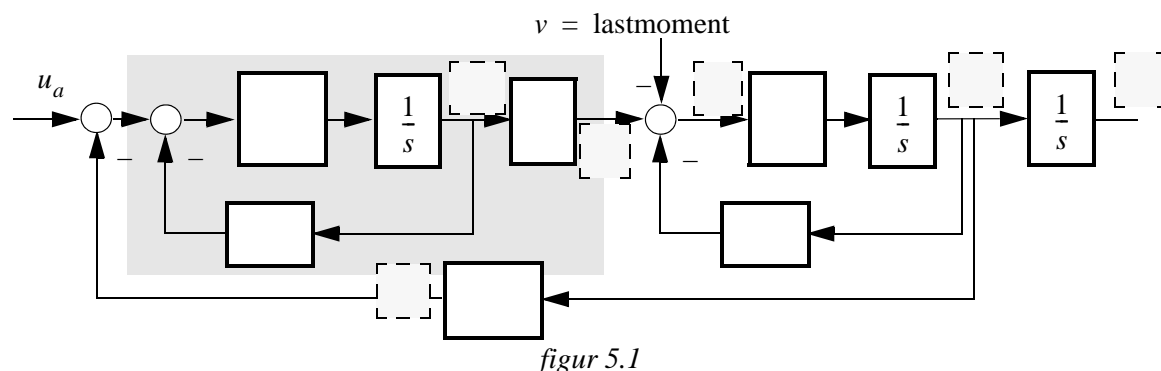 v = lastmoment
u_a
1/s
1/s
1/s
– – – –
figur 5.1